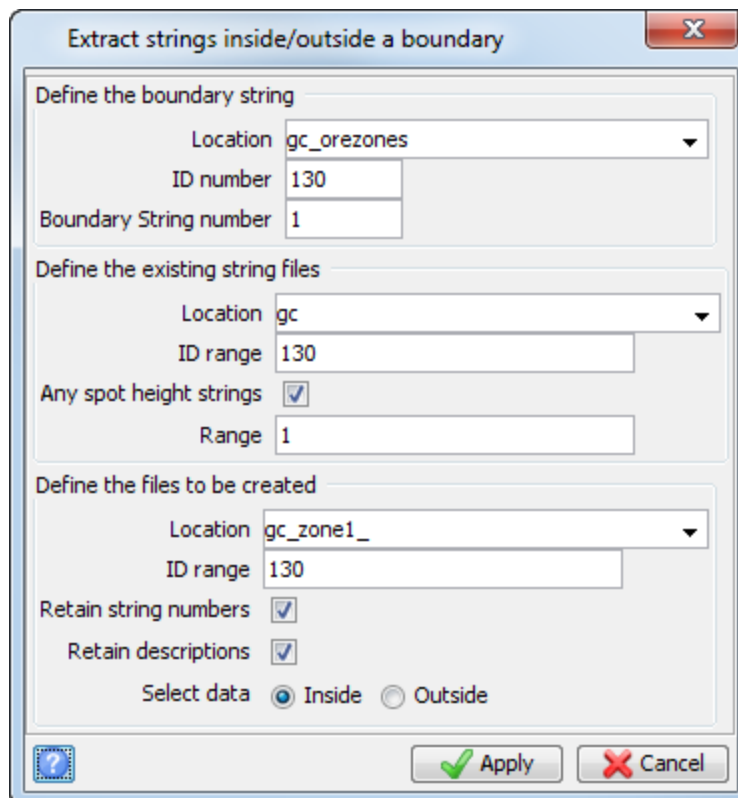 Extract strings inside/outside a boundary
Define the boundary string
Location gc_orezones
ID number 130
Boundary String number 1
Define the existing string files
Location gc
ID range 130
Any spot height strings
Range 1
Define the files to be created
Location gc_zone1_
ID range 130
Retain string numbers
Retain descriptions
Select data Inside Outside
? Apply Cancel